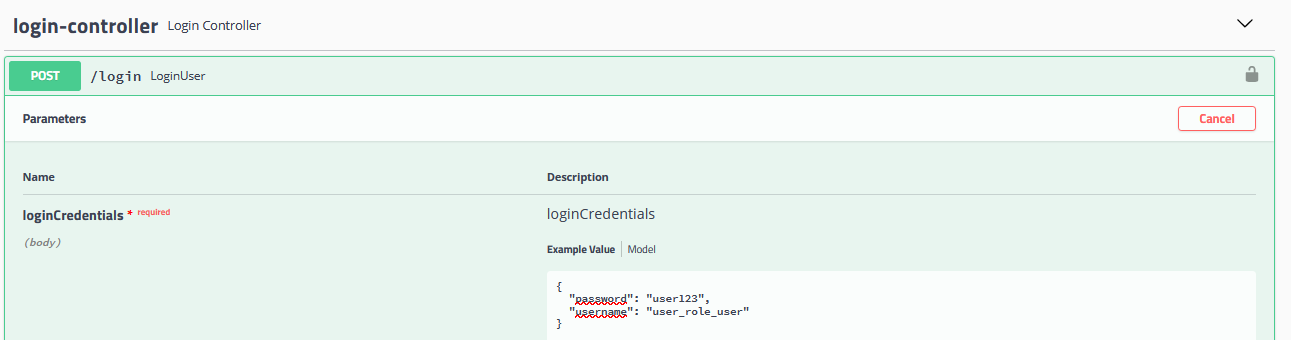 login-controller Login Controller
POST /login LoginUser
Parameters Cancel
Name Description
loginCredentials * required loginCredentials
(body)
Example Value Model
{
"password": "user123",
"username": "user_role_user"
}